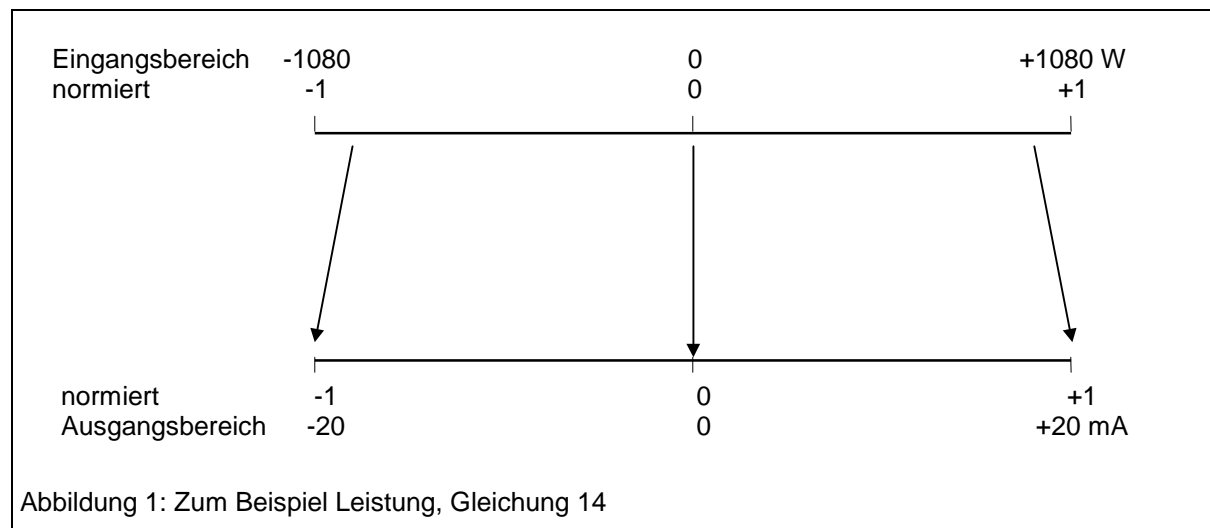 Eingangsbereich -1080 0 +1080 W
normiert -1 0 +1
normiert -1 0 +1
Ausgangsbereich -20 0 +20 mA
Abbildung 1: Zum Beispiel Leistung, Gleichung 14